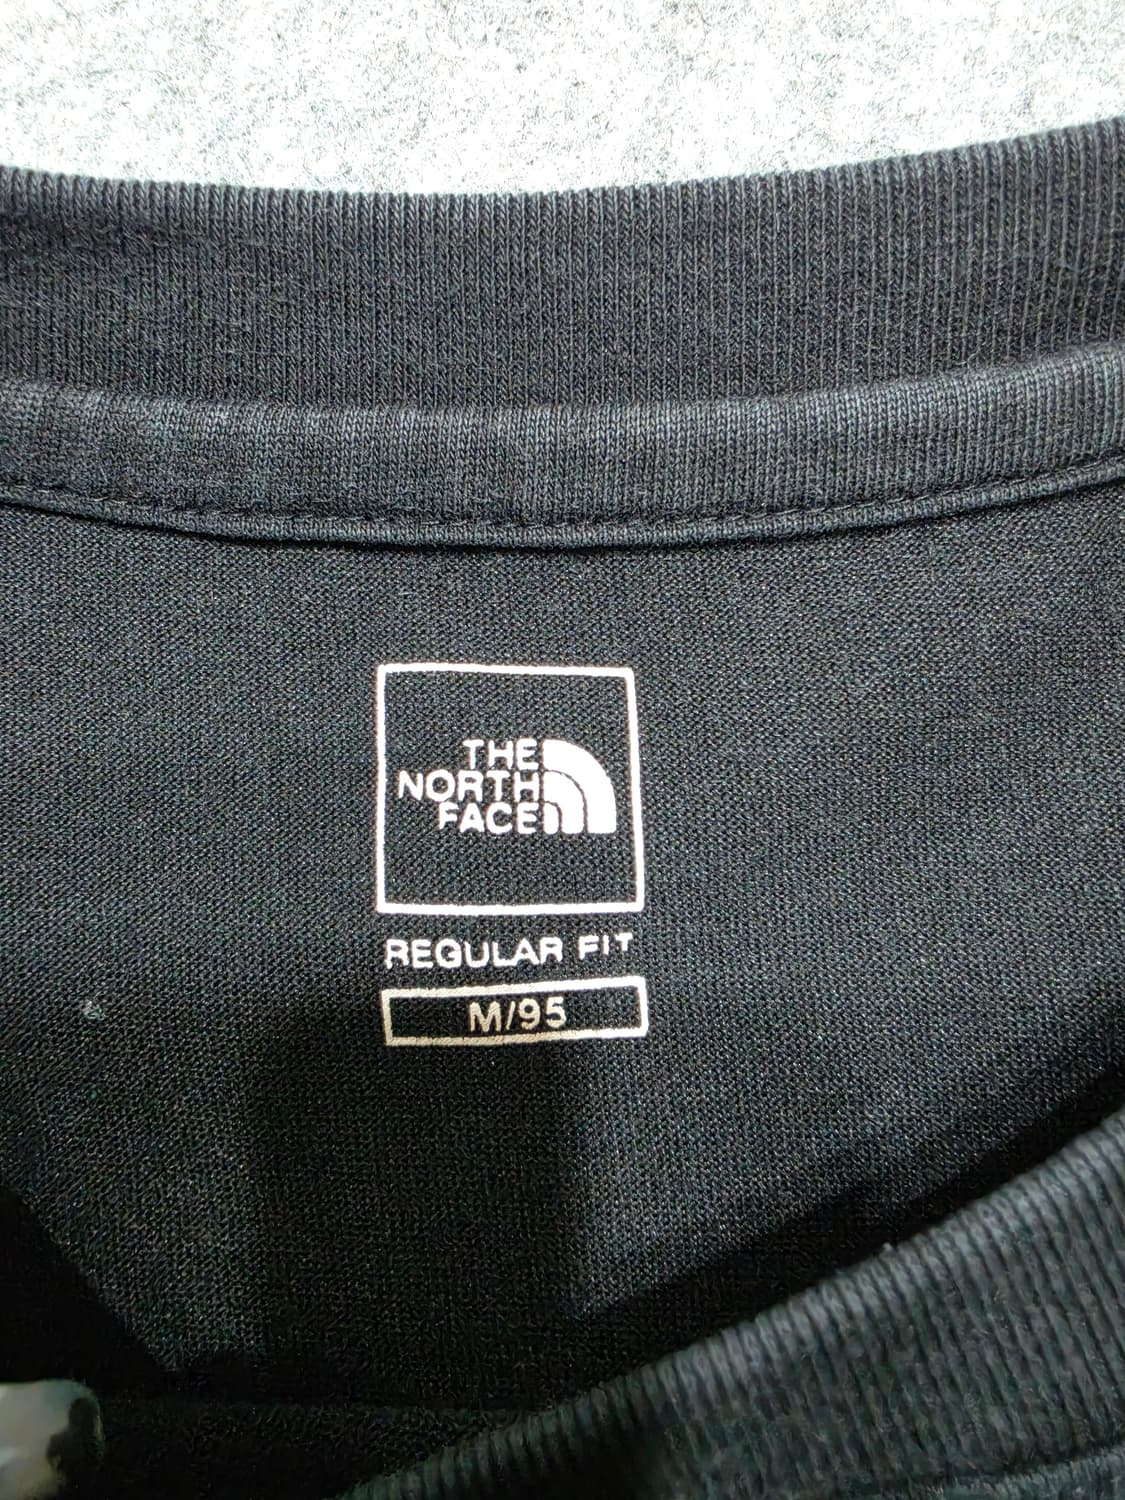 THE
NORTH
FACE
REGULAR FIT
M/95